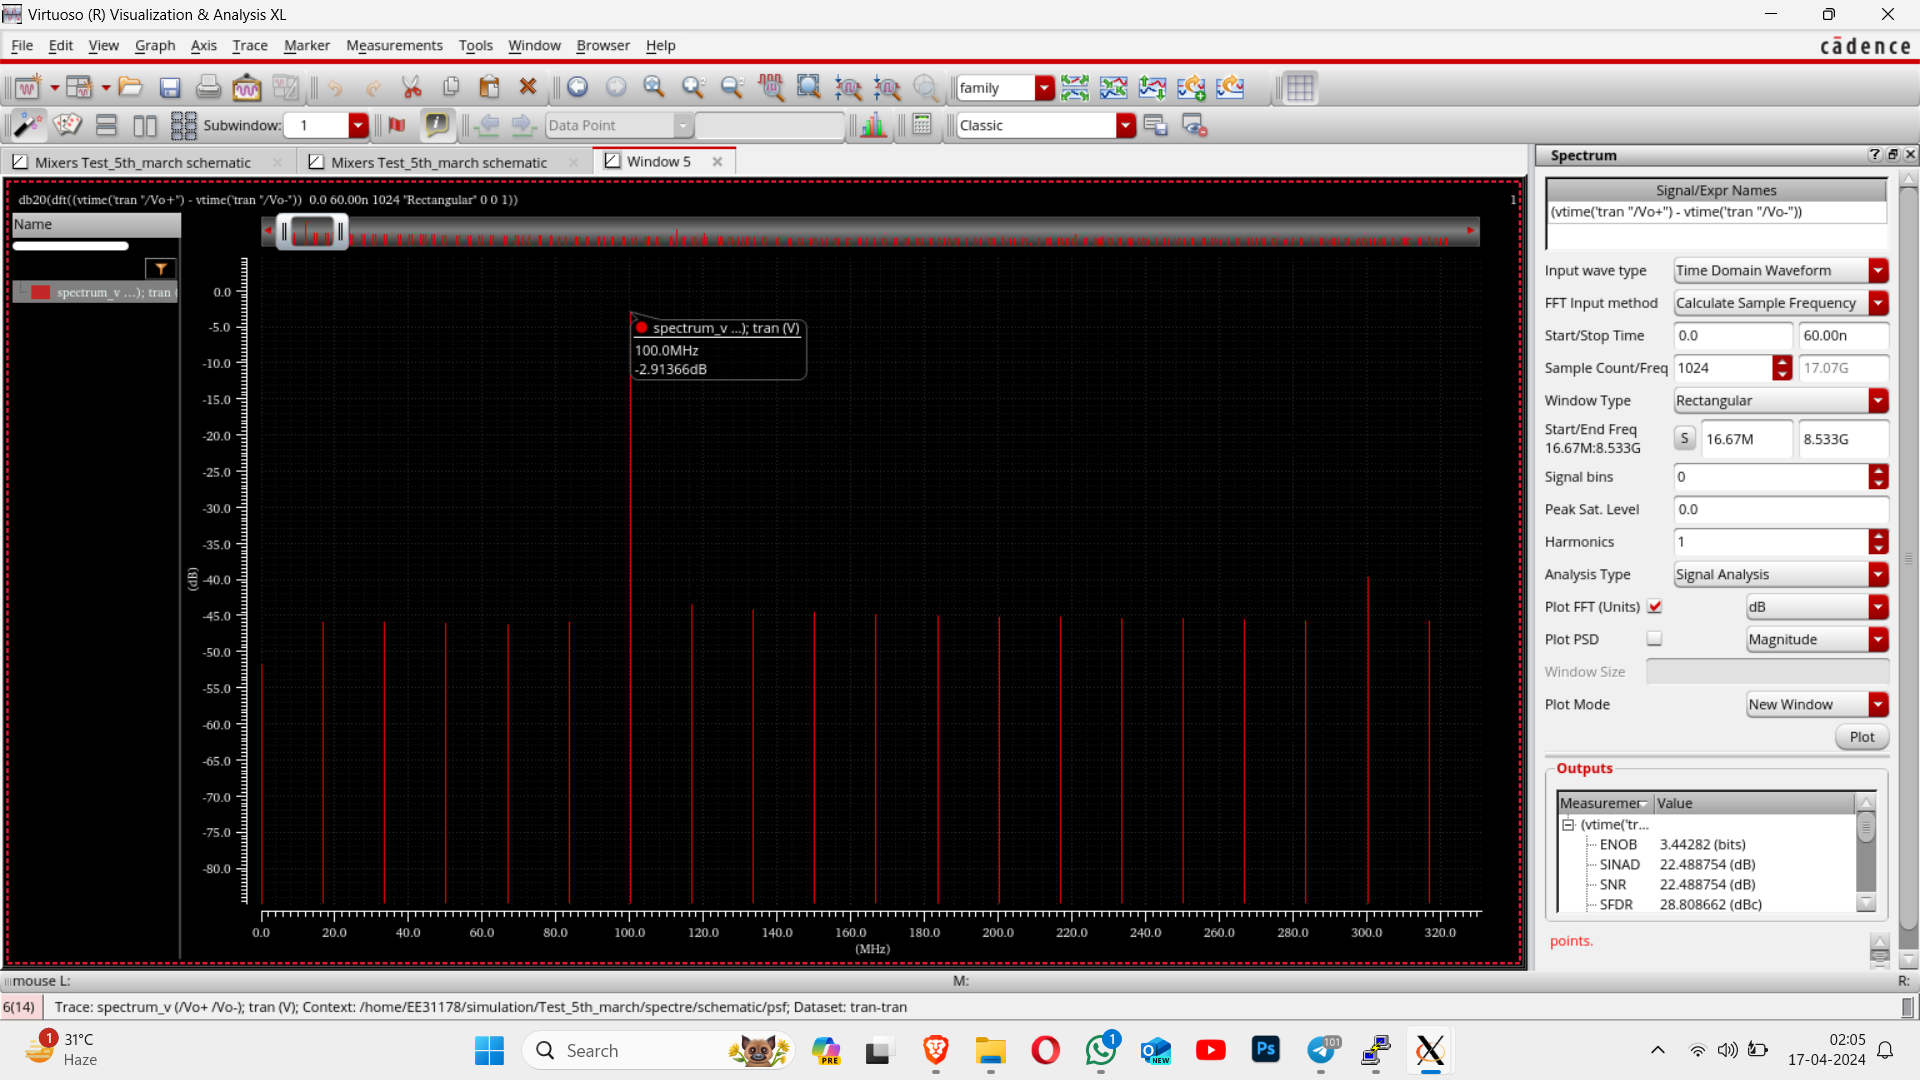 Virtuoso (R) Visualization & Analysis XL
File Edit View Graph Axis Trace Marker Measurements Tools Window Browser Help
cādence
family
Subwindow: 1
Data Point
Classic
Mixers Test_5th_march schematic
Mixers Test_5th_march schematic
Window 5
db20(dft((vtime('tran "/Vo+") - vtime('tran "/Vo-")) 0.0 60.00n 1024 "Rectangular" 0 0 1))
1
Name
spectrum_v ...); tran (
0.0
-5.0
-10.0
-15.0
-20.0
-25.0
-30.0
-35.0
-40.0
-45.0
-50.0
-55.0
-60.0
-65.0
-70.0
-75.0
-80.0
(dB)
spectrum_v ...); tran (V)
100.0MHz
-2.91366dB
0.0 20.0 40.0 60.0 80.0 100.0 120.0 140.0 160.0 180.0 200.0 220.0 240.0 260.0 280.0 300.0 320.0
(MHz)
Spectrum
Signal/Expr Names
(vtime('tran "/Vo+") - vtime('tran "/Vo-"))
Input wave type Time Domain Waveform
FFT Input method Calculate Sample Frequency
Start/Stop Time 0.0 60.00n
Sample Count/Freq 1024 17.07G
Window Type Rectangular
Start/End Freq
16.67M:8.533G S 16.67M 8.533G
Signal bins 0
Peak Sat. Level 0.0
Harmonics 1
Analysis Type Signal Analysis
Plot FFT (Units) dB
Plot PSD Magnitude
Window Size
Plot Mode New Window
Plot
Outputs
Measuremer Value
(vtime('tr...
ENOB 3.44282 (bits)
SINAD 22.488754 (dB)
SNR 22.488754 (dB)
SFDR 28.808662 (dBc)
points.
mouse L: M: R:
6(14) Trace: spectrum_v (/Vo+ /Vo-); tran (V); Context: /home/EE31178/simulation/Test_5th_march/spectre/schematic/psf; Dataset: tran-tran
1
31°C
Haze
Search
PRE
1
NEW
Ps
101
02:05
17-04-2024